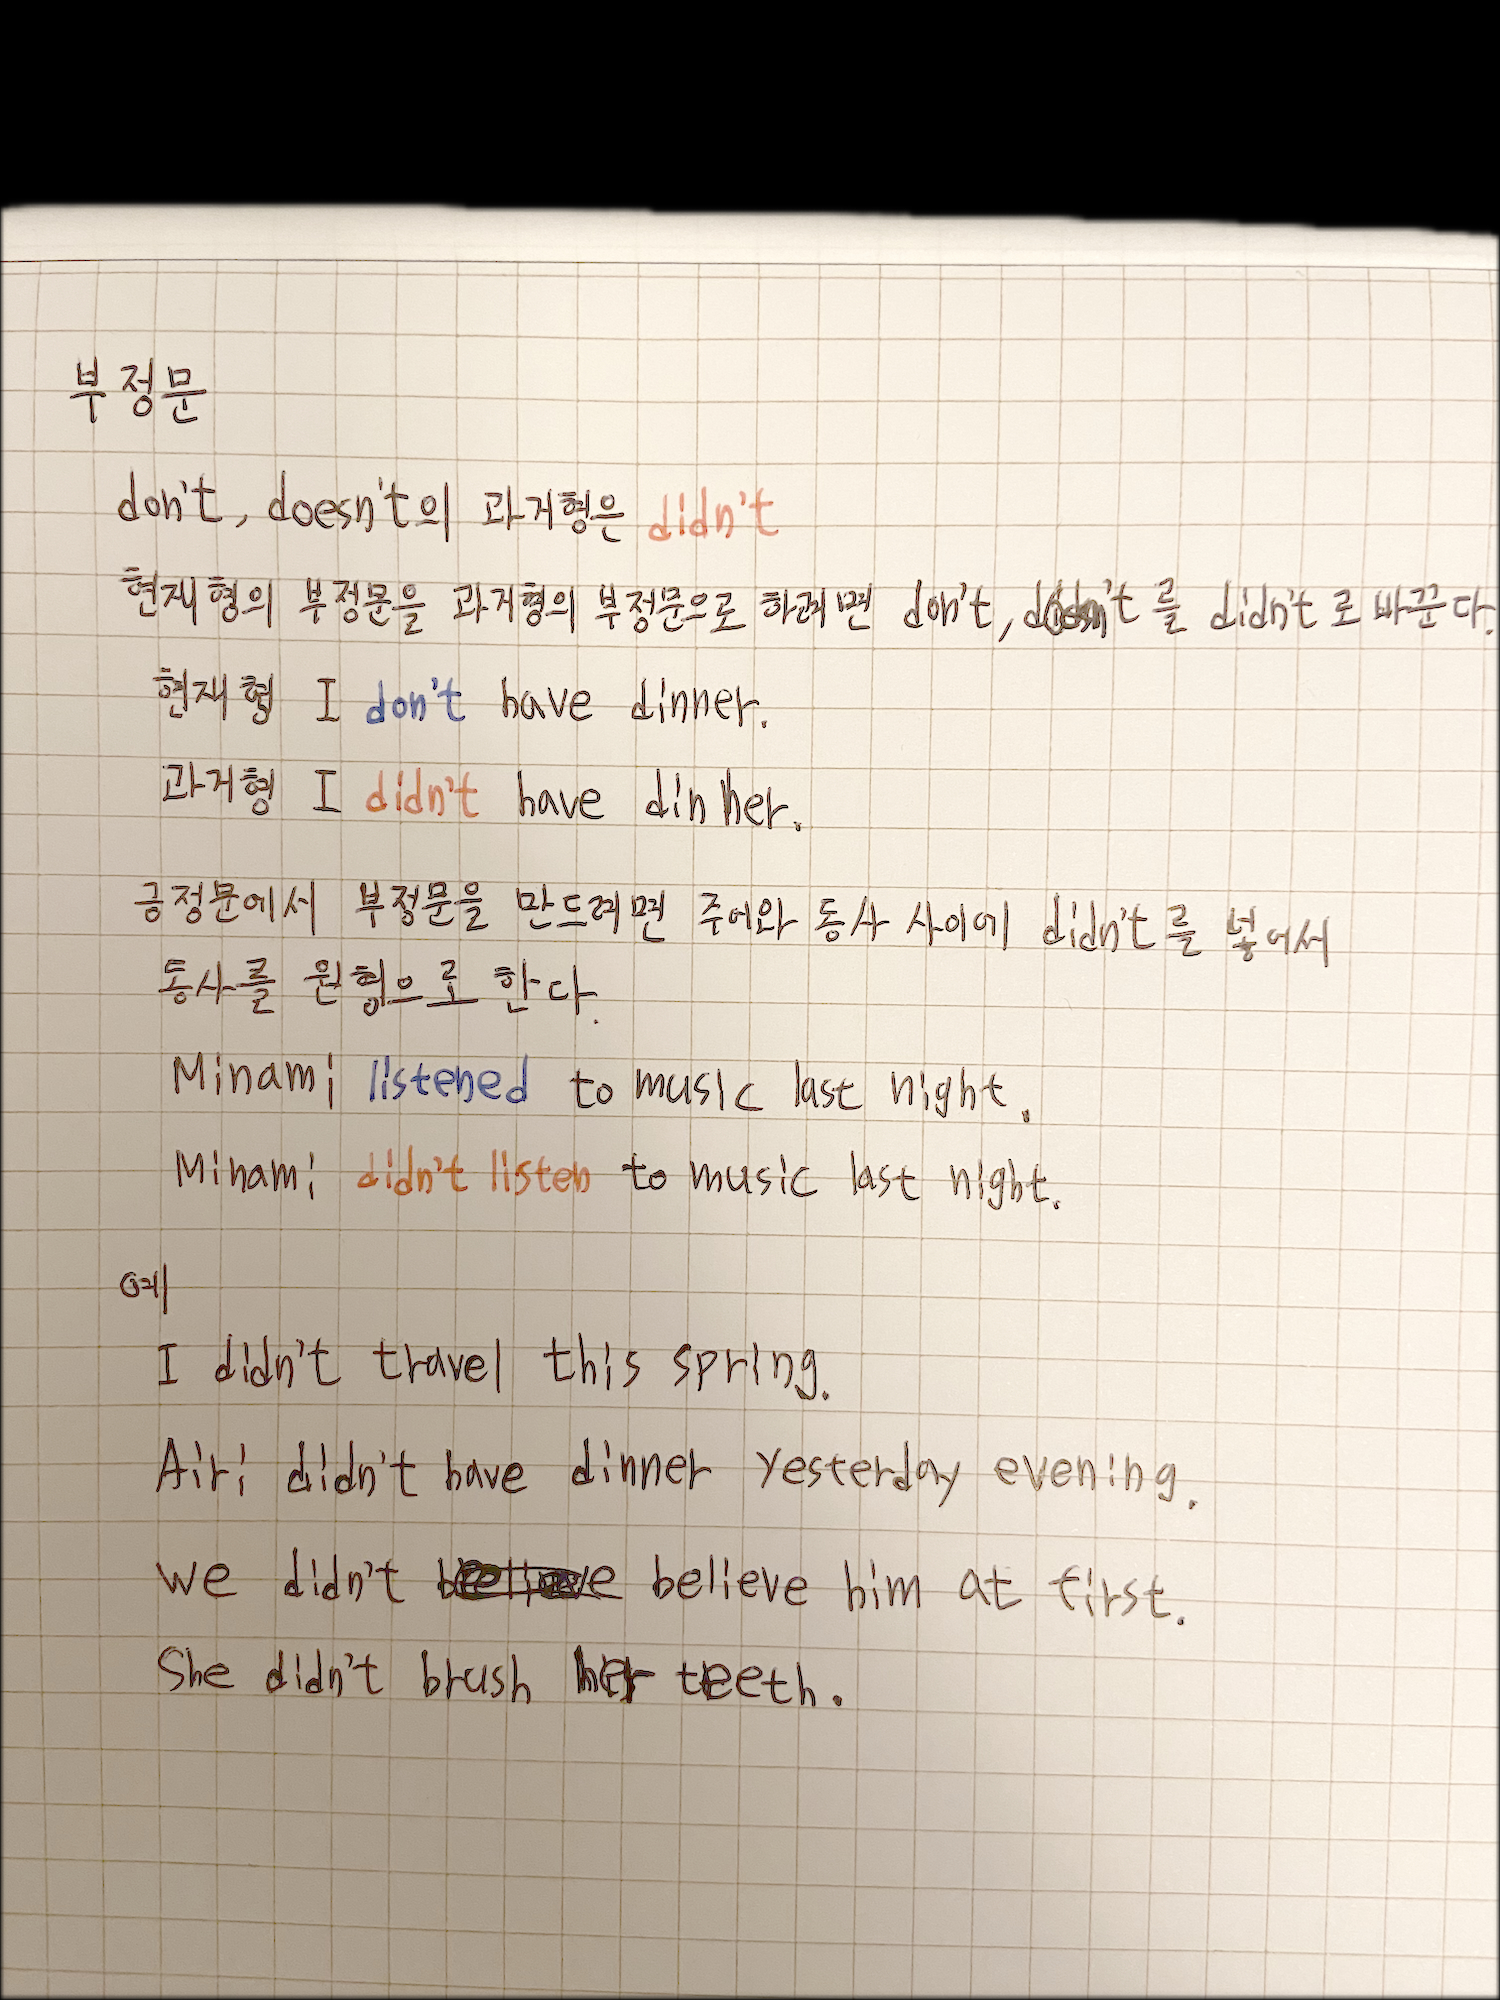 부정문
don't, doesn't의 과거형은 didn't
현재형의 부정문을 과거형의 부정문으로 하려면 don't, doesn't를 didn't로 바꾼다.
현재형 I don't have dinner.
과거형 I didn't have dinner.
긍정문에서 부정문을 만드려면 주어와 동사 사이에 didn't를 넣어서
동사를 원형으로 한다.
Minami listened to music last night.
Minami didn't listen to music last night.
예
I didn't travel this spring.
Airi didn't have dinner yesterday evening.
We didn't believe him at first.
She didn't brush her teeth.